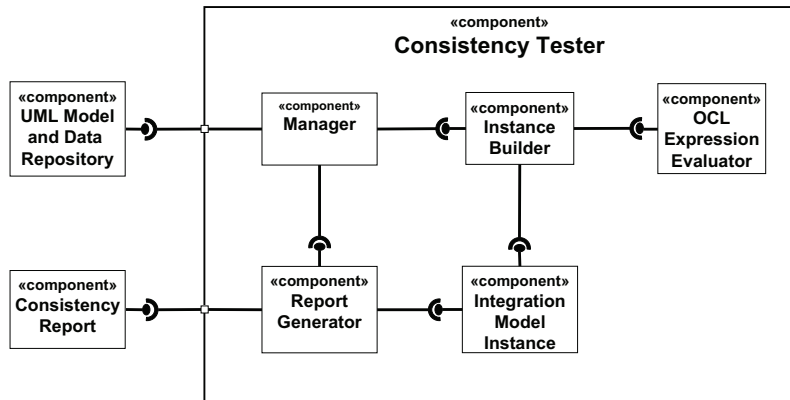 «component»
Consistency Tester
«component»
UML Model
and Data
Repository
«component»
Manager
«component»
Instance
Builder
«component»
OCL
Expression
Evaluator
«component»
Consistency
Report
«component»
Report
Generator
«component»
Integration
Model
Instance